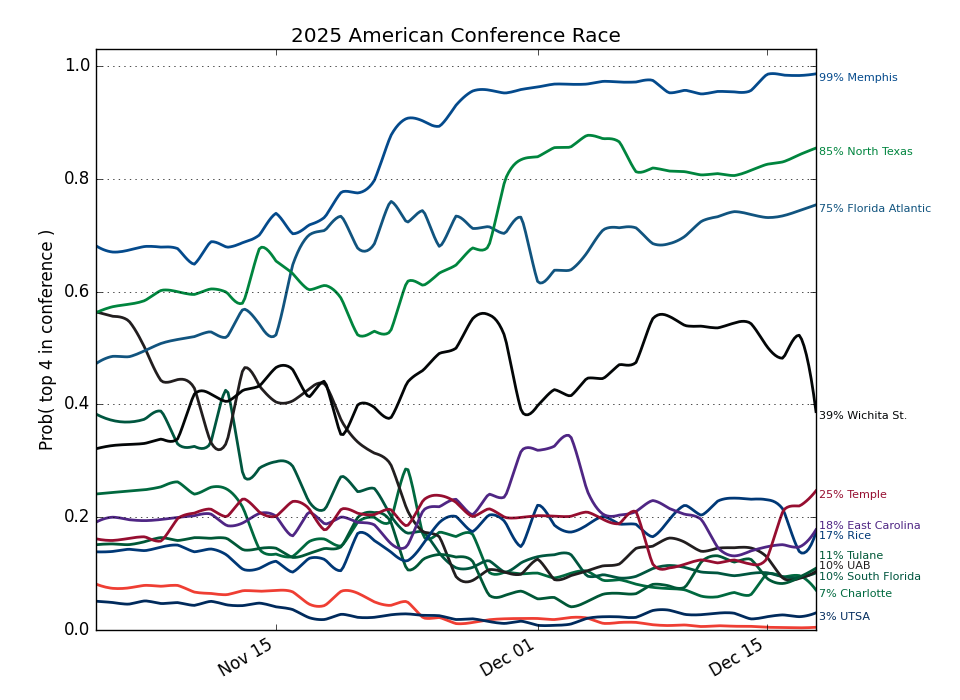 2025 American Conference Race
Prob( top 4 in conference )
1.0
0.8
0.6
0.4
0.2
0.0
Nov 15
Dec 01
Dec 15
99% Memphis
85% North Texas
75% Florida Atlantic
39% Wichita St.
25% Temple
18% East Carolina
17% Rice
11% Tulane
10% UAB
10% South Florida
7% Charlotte
3% UTSA